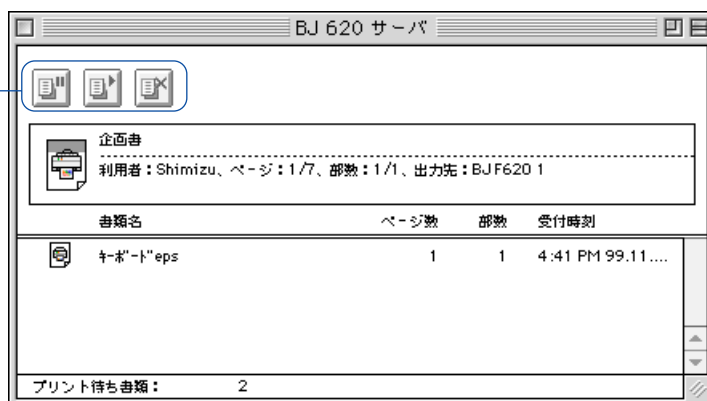 BJ 620 サーバ
企画書
利用者：Shimizu、ページ：1/7、部数：1/1、出力先：BJF620 1
書類名 ページ数 部数 受付時刻
ｷｰﾎﾞｰﾄﾞeps 1 1 4:41 PM 99.11....
プリント待ち書類： 2